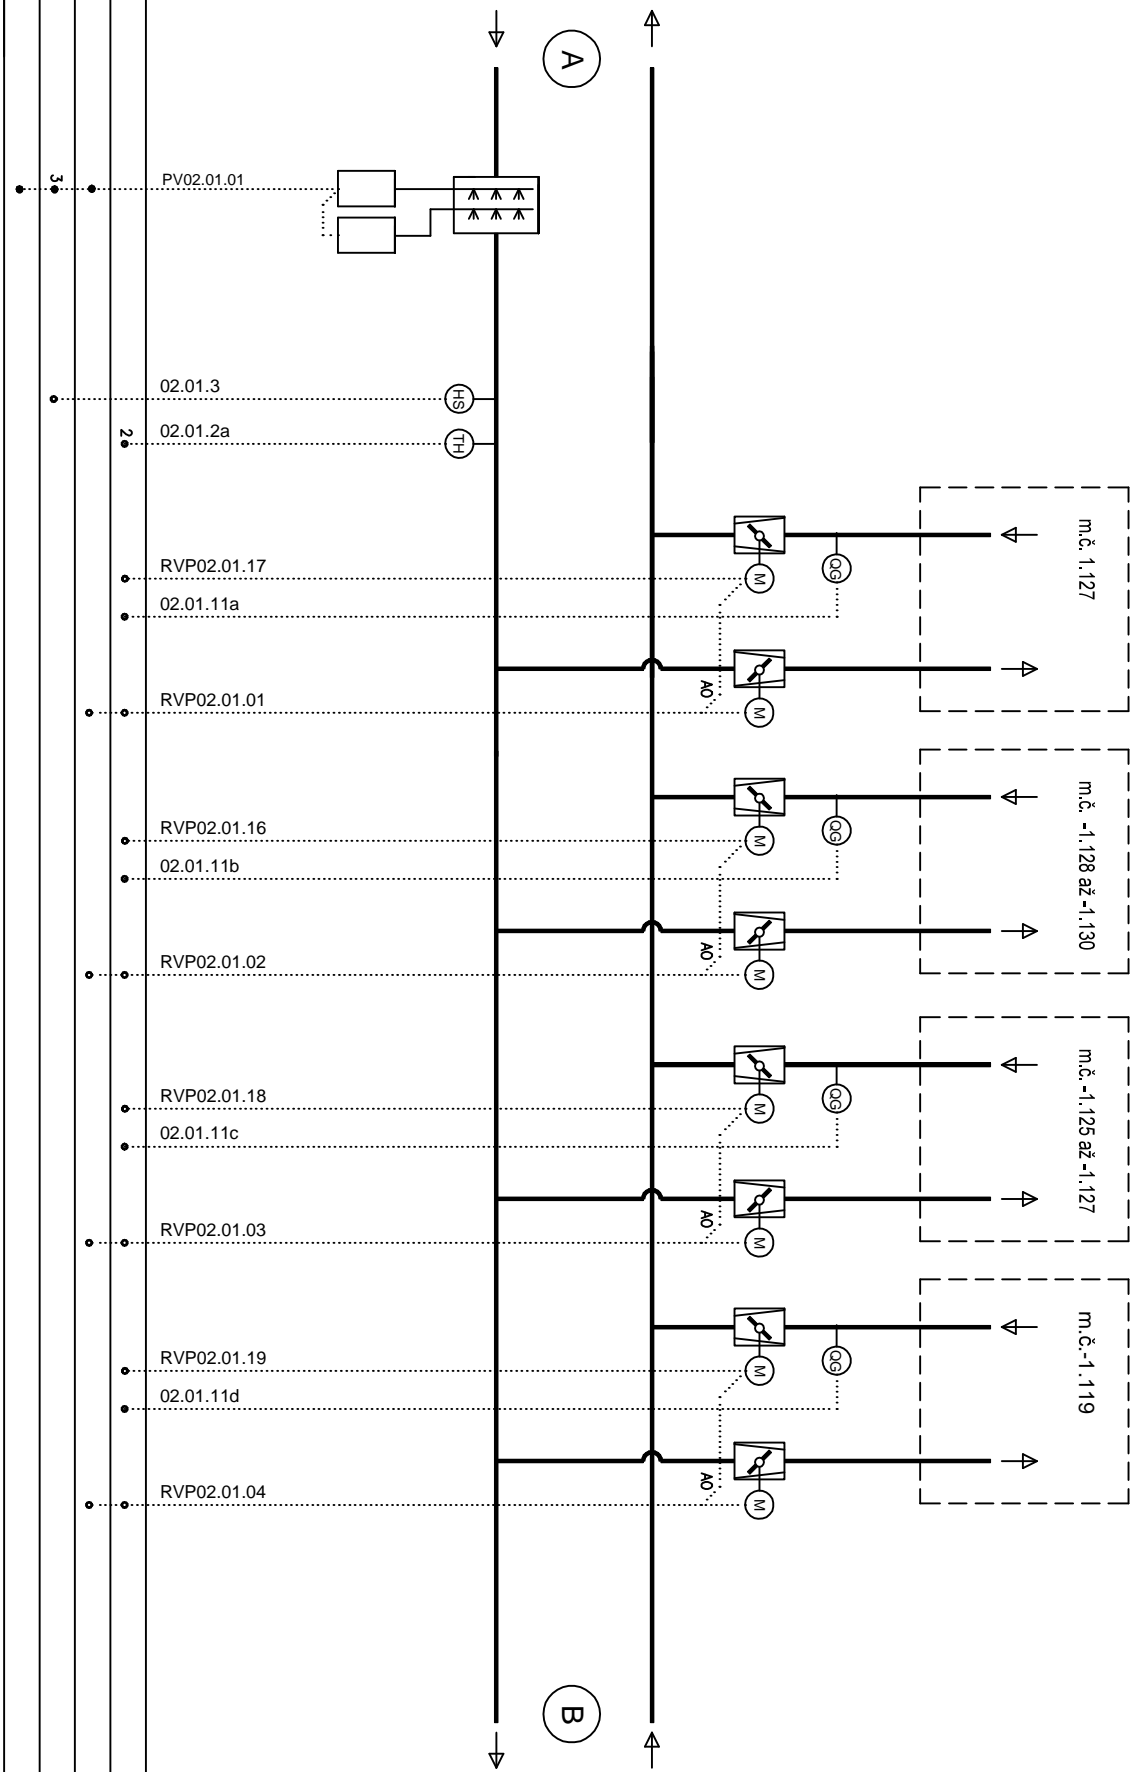 A
PV02.01.01
3
02.01.3
HS
2
02.01.2a
TH
m.č. 1.127
QG
RVP02.01.17
M
02.01.11a
AO
RVP02.01.01
M
m.č. -1.128 až -1.130
QG
RVP02.01.16
M
02.01.11b
AO
RVP02.01.02
M
m.č. -1.125 až -1.127
QG
RVP02.01.18
M
02.01.11c
AO
RVP02.01.03
M
m.č.-1.119
QG
RVP02.01.19
M
02.01.11d
AO
RVP02.01.04
M
B